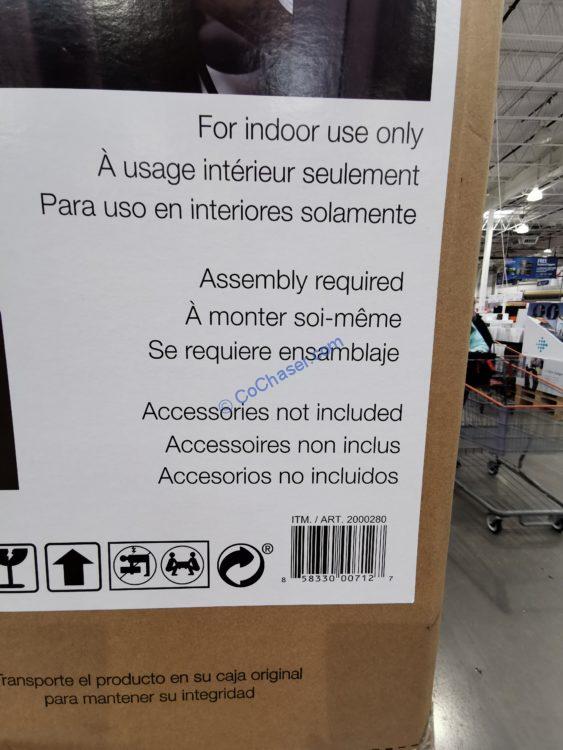 For indoor use only
À usage intérieur seulement
Para uso en interiores solamente
Assembly required
À monter soi-même
Se requiere ensamblaje
© CoChaser.com
Accessories not included
Accessoires non inclus
Accesorios no incluidos
ITM. / ART. 2000280
®
8 58330 00712 7
Transporte el producto en su caja original
para mantener su integridad
FREE